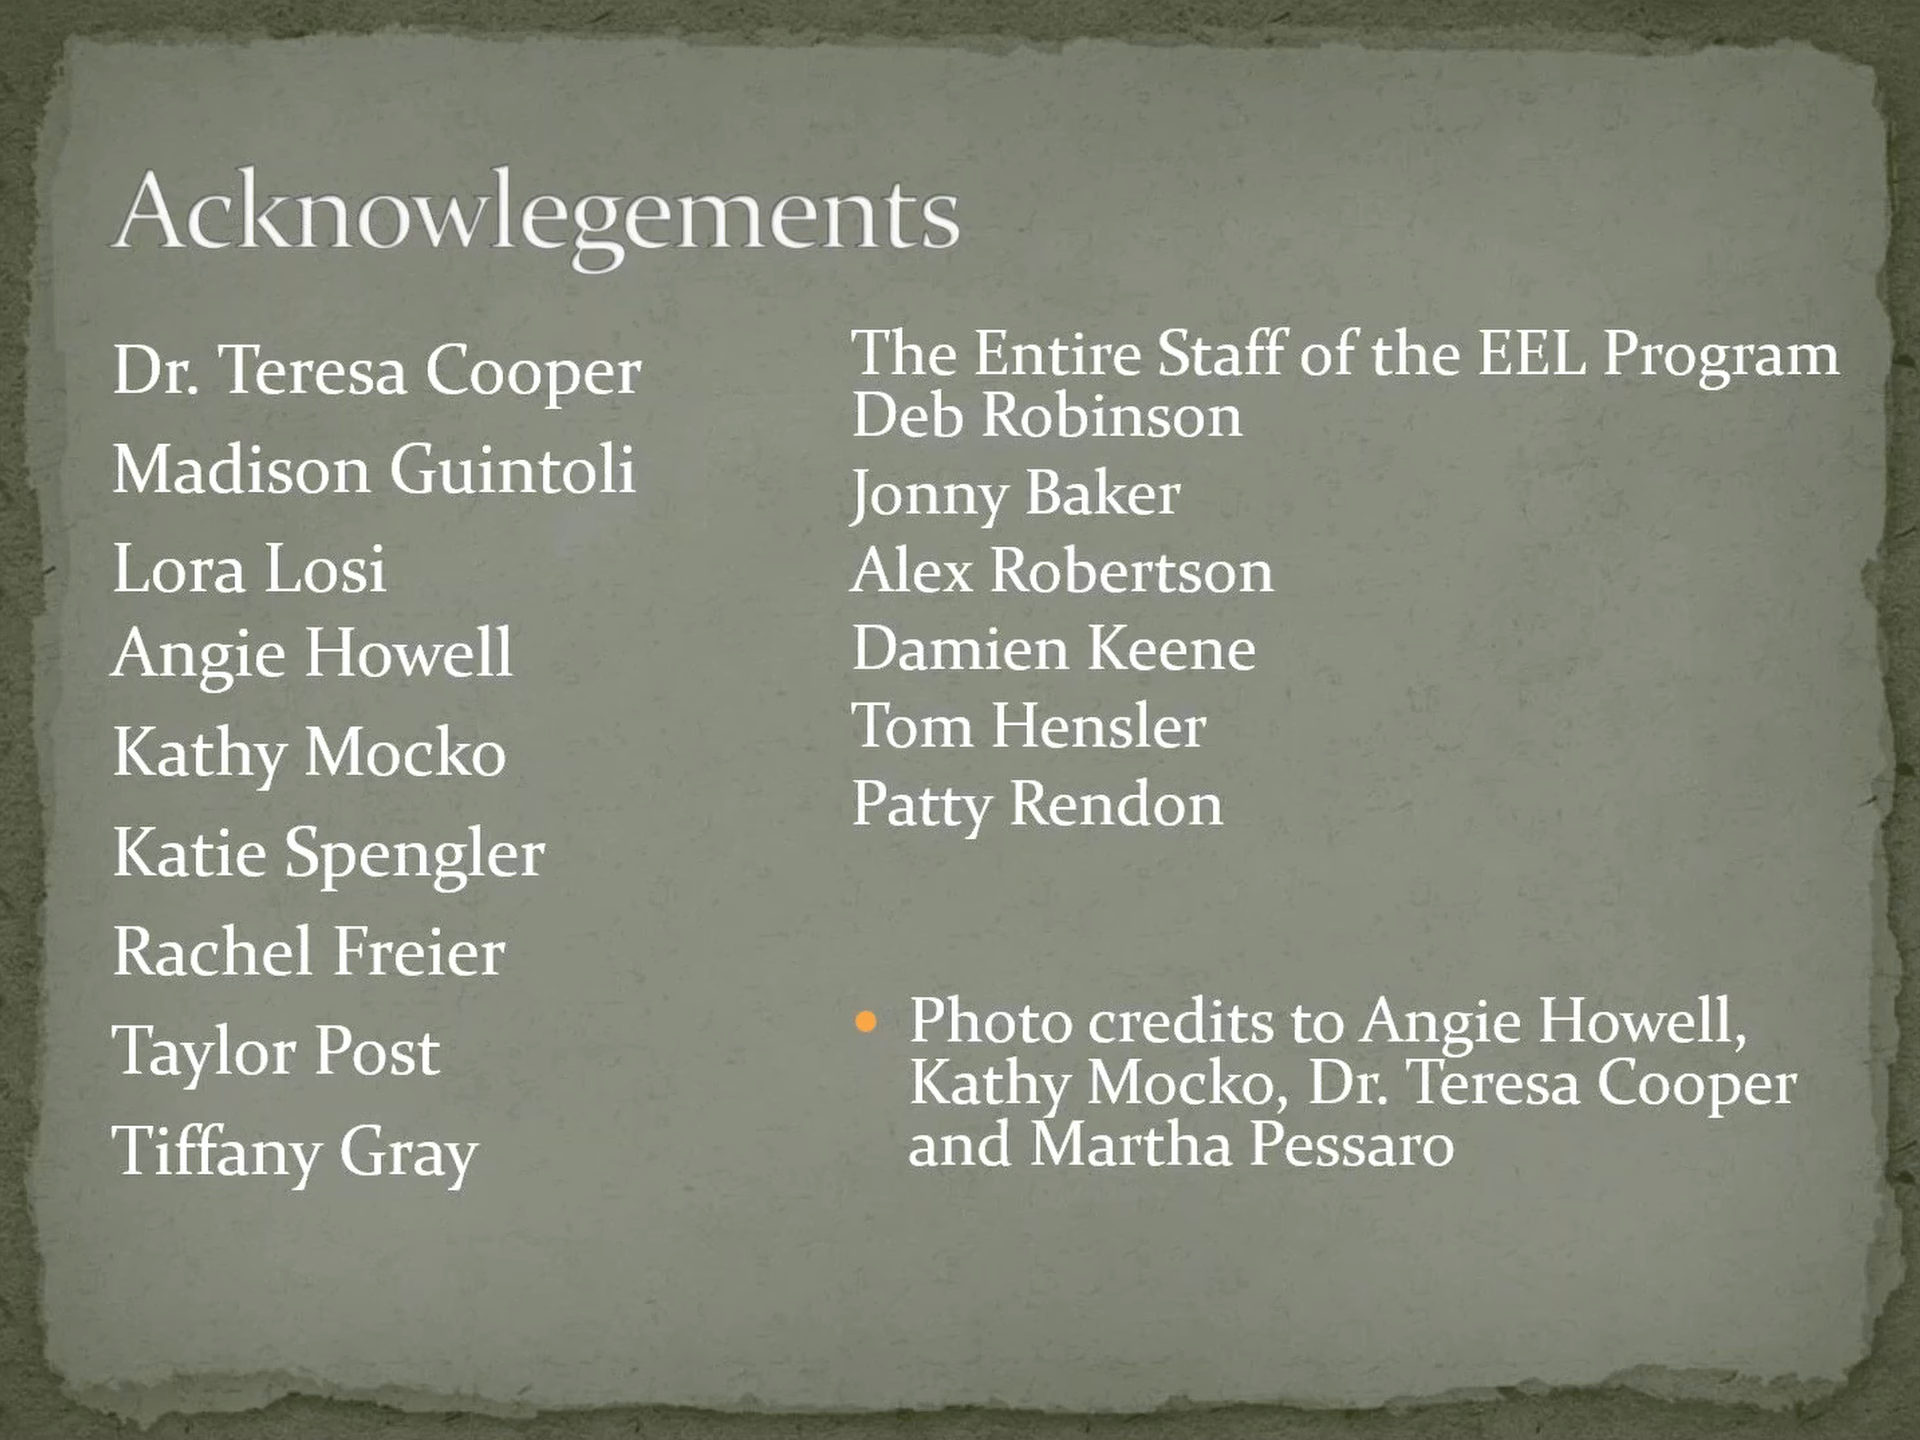 Acknowlegements
Dr. Teresa Cooper
Madison Guintoli
Lora Losi
Angie Howell
Kathy Mocko
Katie Spengler
Rachel Freier
Taylor Post
Tiffany Gray
The Entire Staff of the EEL Program
Deb Robinson
Jonny Baker
Alex Robertson
Damien Keene
Tom Hensler
Patty Rendon
• Photo credits to Angie Howell,
Kathy Mocko, Dr. Teresa Cooper
and Martha Pessaro